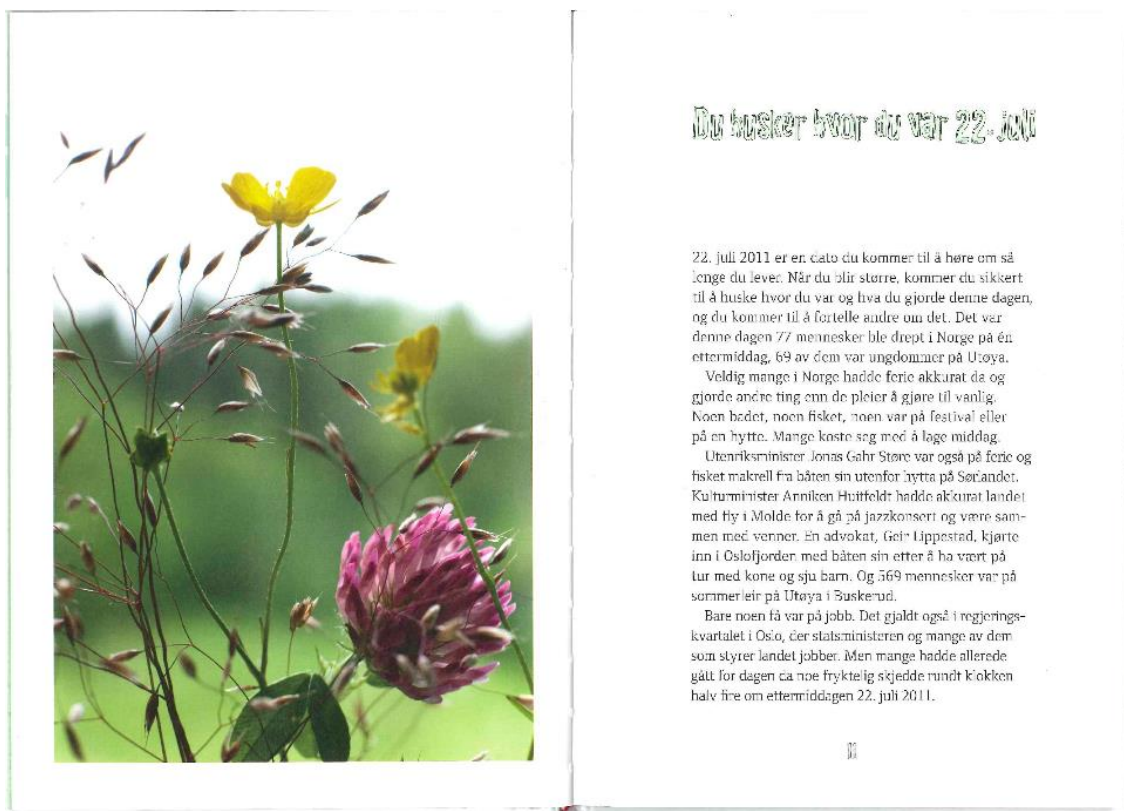 Du husker hvor du var 22. juli
22. juli 2011 er en dato du kommer til å høre om så
lenge du lever. Når du blir større, kommer du sikkert
til å huske hvor du var og hva du gjorde denne dagen,
og du kommer til å fortelle andre om det. Det var
denne dagen 77 mennesker ble drept i Norge på én
ettermiddag, 69 av dem var ungdommer på Utøya.
Veldig mange i Norge hadde ferie akkurat da og
gjorde andre ting enn de pleier å gjøre til vanlig.
Noen badet, noen fisket, noen var på festival eller
på en hytte. Mange koste seg med å lage middag.
Utenriksminister Jonas Gahr Støre var også på ferie og
fisket makrell fra båten sin utenfor hytta på Sørlandet.
Kulturminister Anniken Huitfeldt hadde akkurat landet
med fly i Molde for å gå på jazzkonsert og være sam-
men med venner. En advokat, Geir Lippestad, kjørte
inn i Oslofjorden med båten sin etter å ha vært på
tur med kone og sju barn. Og 569 mennesker var på
sommerleir på Utøya i Buskerud.
Bare noen få var på jobb. Det gjaldt også i regjerings-
kvartalet i Oslo, der statsministeren og mange av dem
som styrer landet jobber. Men mange hadde allerede
gått for dagen da noe fryktelig skjedde rundt klokken
halv fire om ettermiddagen 22. juli 2011.